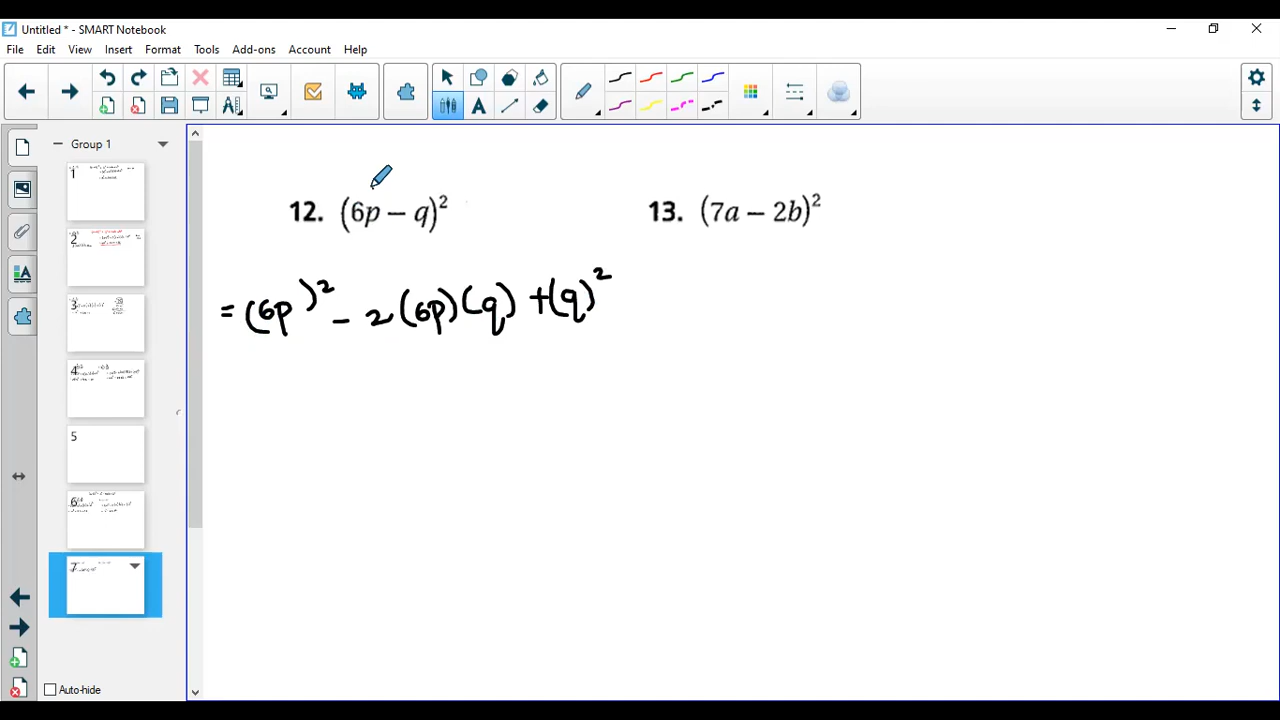 Untitled * - SMART Notebook
File Edit View Insert Format Tools Add-ons Account Help
Group 1
1
2
3
4
5
6
7
Auto-hide
12. (6p − q)² 13. (7a − 2b)²
= (6p)² − 2(6p)(q) + (q)²